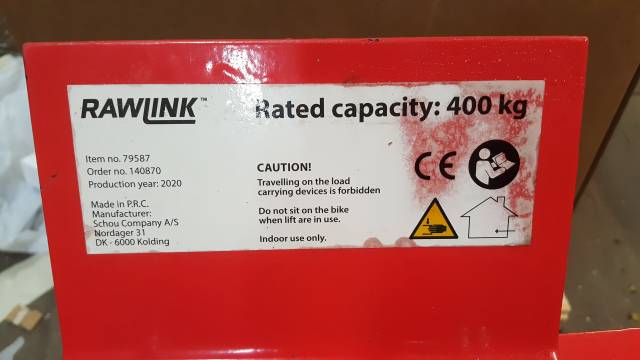 RAWLINK™
Rated capacity: 400 kg
Item no. 79587
Order no. 140870
Production year: 2020
Made in P.R.C.
Manufacturer:
Schou Company A/S
Nordager 31
DK - 6000 Kolding
CAUTION!
Travelling on the load
carrying devices is forbidden
Do not sit on the bike
when lift are in use.
Indoor use only.
CE